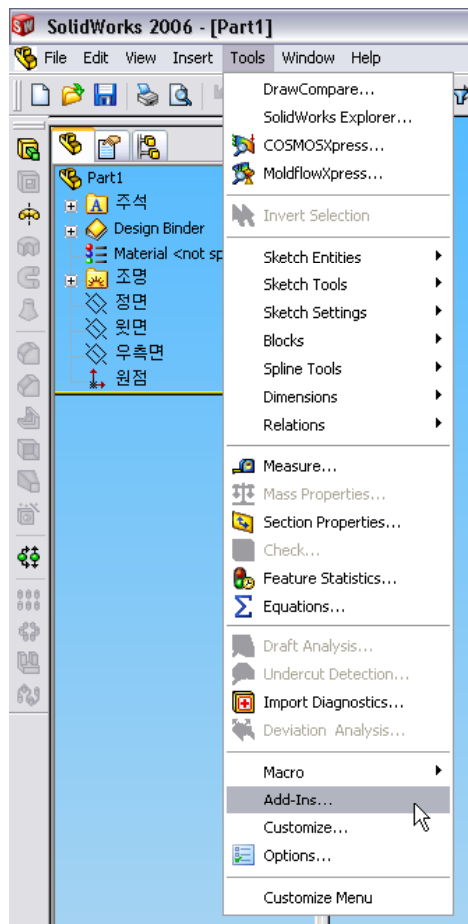 SolidWorks 2006 - [Part1]
File Edit View Insert Tools Window Help
DrawCompare...
SolidWorks Explorer...
COSMOSXpress...
MoldflowXpress...
Invert Selection
Sketch Entities
Sketch Tools
Sketch Settings
Blocks
Spline Tools
Dimensions
Relations
Measure...
Mass Properties...
Section Properties...
Check...
Feature Statistics...
Equations...
Draft Analysis...
Undercut Detection...
Import Diagnostics...
Deviation Analysis...
Macro
Add-Ins...
Customize...
Options...
Customize Menu
Part1
주석
Design Binder
Material <not sp
조명
정면
윗면
우측면
원점